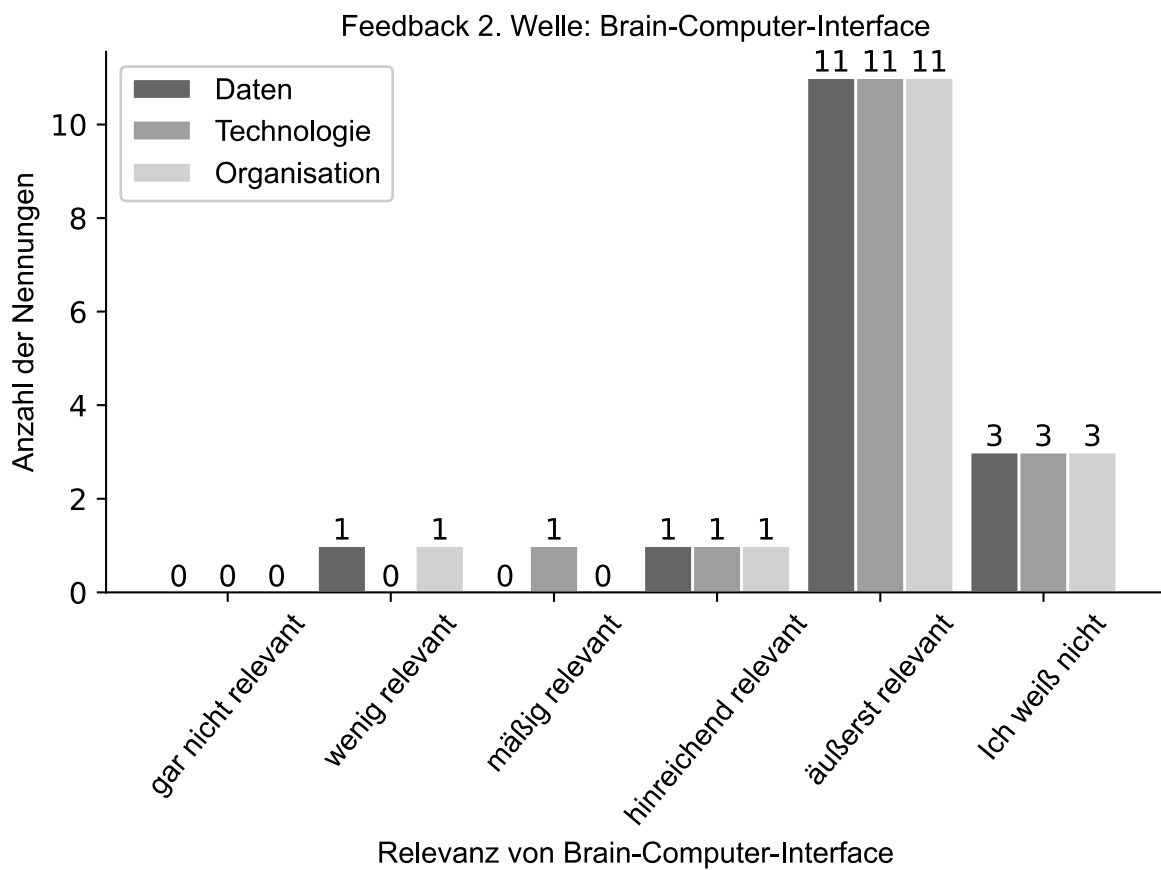 Feedback 2. Welle: Brain-Computer-Interface
Daten
Technologie
Organisation
Anzahl der Nennungen
10
8
6
4
2
0
0 0 0
1 0 1
0 1 0
1 1 1
11 11 11
3 3 3
gar nicht relevant
wenig relevant
mäßig relevant
hinreichend relevant
äußerst relevant
Ich weiß nicht
Relevanz von Brain-Computer-Interface